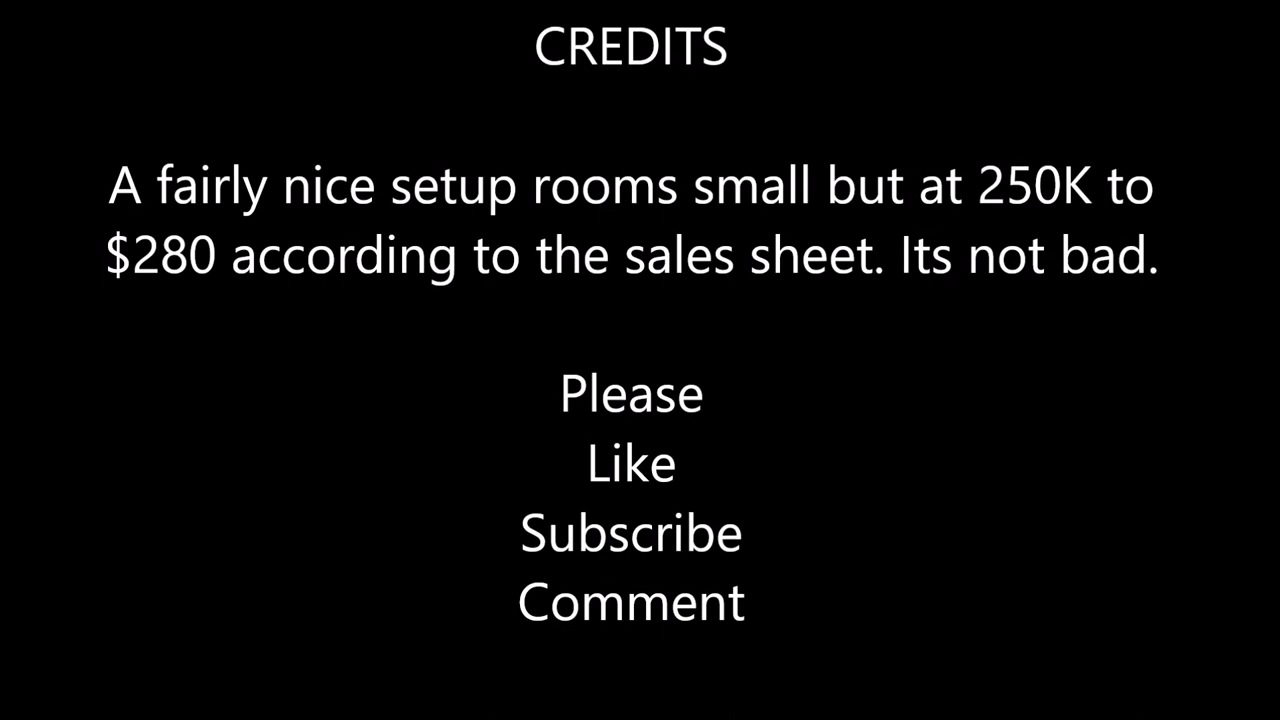 CREDITS
A fairly nice setup rooms small but at 250K to
$280 according to the sales sheet. Its not bad.
Please
Like
Subscribe
Comment